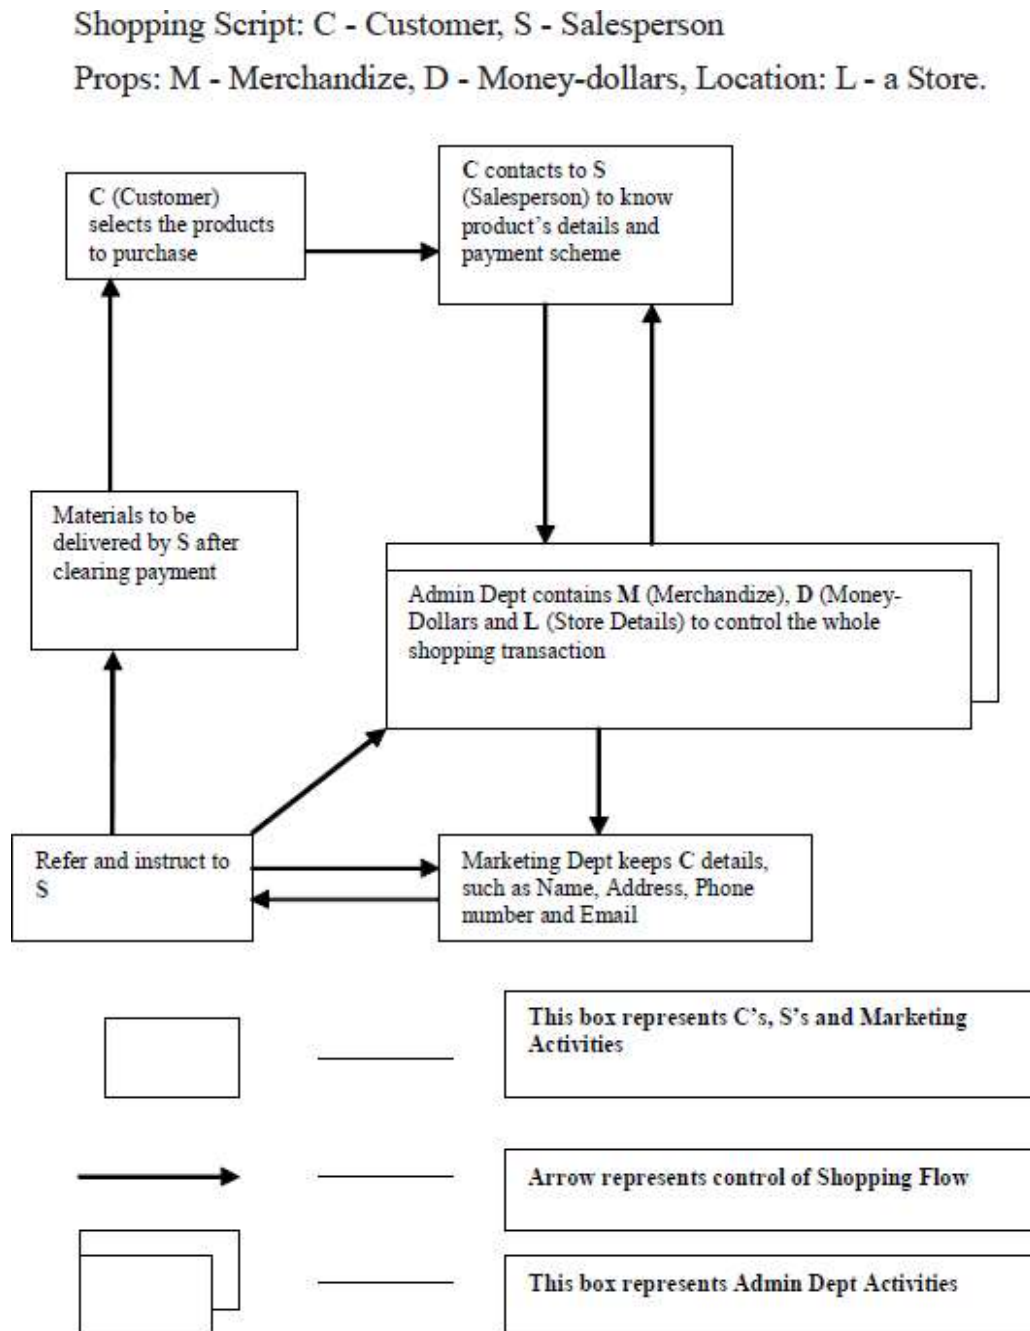 Shopping Script: C - Customer, S - Salesperson
Props: M - Merchandize, D - Money-dollars, Location: L - a Store.
C (Customer)
selects the products
to purchase
C contacts to S
(Salesperson) to know
product’s details and
payment scheme
Materials to be
delivered by S after
clearing payment
Admin Dept contains M (Merchandize), D (Money-
Dollars and L (Store Details) to control the whole
shopping transaction
Refer and instruct to
S
Marketing Dept keeps C details,
such as Name, Address, Phone
number and Email
This box represents C’s, S’s and Marketing
Activities
Arrow represents control of Shopping Flow
This box represents Admin Dept Activities